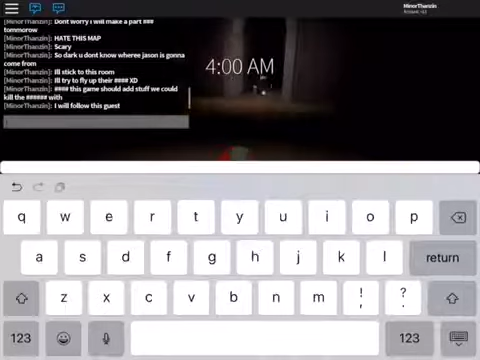 MinorThanzin
[MinorThanzin]: Dont worry i will make a part ###
tommorow
[MinorThanzin]: HATE THIS MAP
[MinorThanzin]: Scary
[MinorThanzin]: So dark u dont know wheree jason is gonna
come from
[MinorThanzin]: Ill stick to this room
[MinorThanzin]: Ill try to fly up their #### XD
[MinorThanzin]: #### this game should add stuff we could
kill the ###### with
[MinorThanzin]: I will follow this guest
4:00 AM
q w e r t y u i o p
a s d f g h j k l return
z x c v b n m ! , ? .
123 123